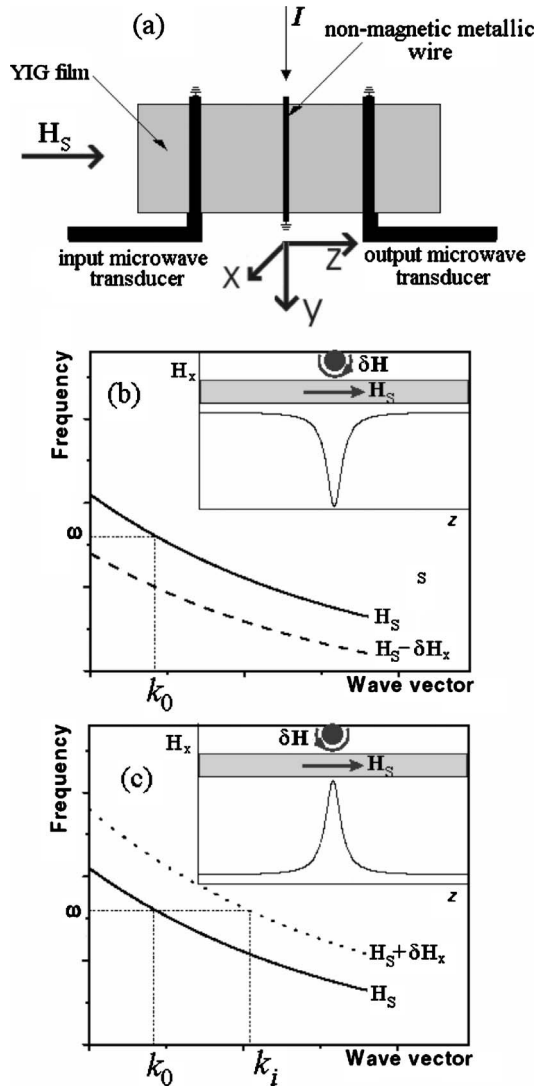 (a)
I
non-magnetic metallic
wire
YIG film
H_S
input microwave
transducer
output microwave
transducer
X
Z
y
(b)
Frequency
H_x
δH
H_S
z
ω
S
H_S
H_S−δH_x
k_0
Wave vector
(c)
Frequency
H_x
δH
H_S
z
ω
H_S+δH_x
H_S
k_0
k_i
Wave vector